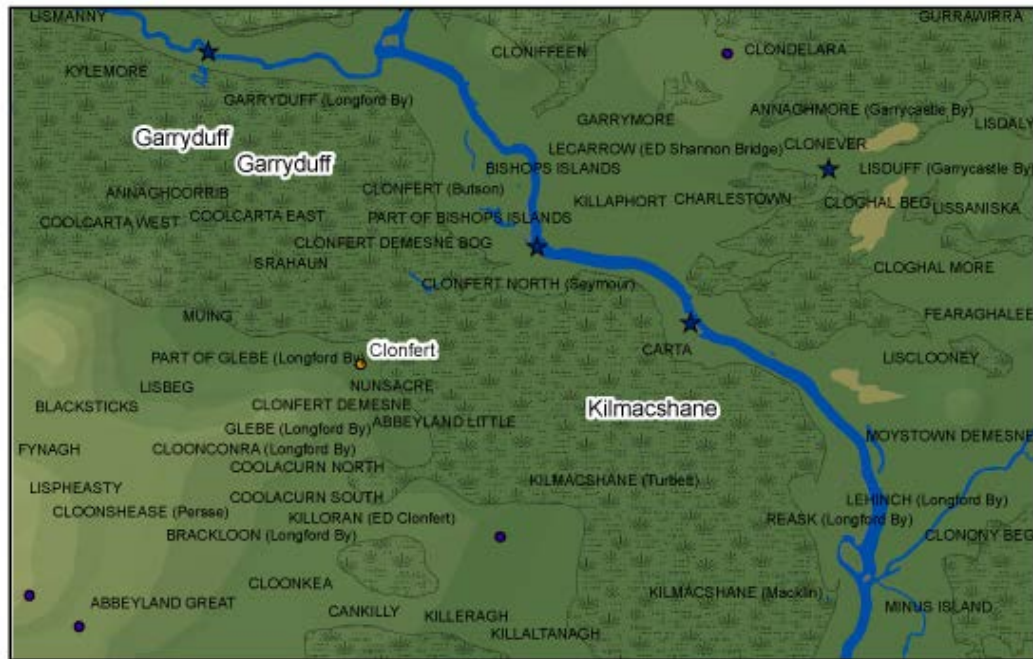 LISMANNY
GURRAWIRRA
CLONIFFEEN
CLONDELARA
KYLEMORE
GARRYDUFF (Longford By)
ANNAGHMORE (Garrycastle By)
GARRYMORE
LISDALY
Garryduff
LECARROW (ED Shannon Bridge)
CLONEVER
Garryduff
BISHOPS ISLANDS
LISDUFF (Garrycastle By)
ANNAGHCORRIB
CLONFERT (Butson)
KILLAPHORT
CHARLESTOWN
CLOGHAL BEG
LISSANISKA
COOLCARTA WEST
COOLCARTA EAST
PART OF BISHOPS ISLANDS
CLONFERT DEMESNE BOG
SRAHAUN
CLOGHAL MORE
CLONFERT NORTH (Seymour)
MUING
FEARAGHALEE
Clonfert
CARTA
PART OF GLEBE (Longford By)
LISCLOONEY
LISBEG
NUNSACRE
BLACKSTICKS
CLONFERT DEMESNE
Kilmacshane
ABBEYLAND LITTLE
GLEBE (Longford By)
MOYSTOWN DEMESNE
FYNAGH
CLOONCONRA (Longford By)
COOLACURN NORTH
KILMACSHANE (Turbett)
LISPHEASTY
COOLACURN SOUTH
LEHINCH (Longford By)
CLOONSHEASE (Persse)
KILLORAN (ED Clonfert)
REASK (Longford By)
BRACKLOON (Longford By)
CLONONY BEG
CLOONKEA
KILMACSHANE (Macklin)
ABBEYLAND GREAT
CANKILLY
KILLERAGH
MINUS ISLAND
KILLALTANAGH